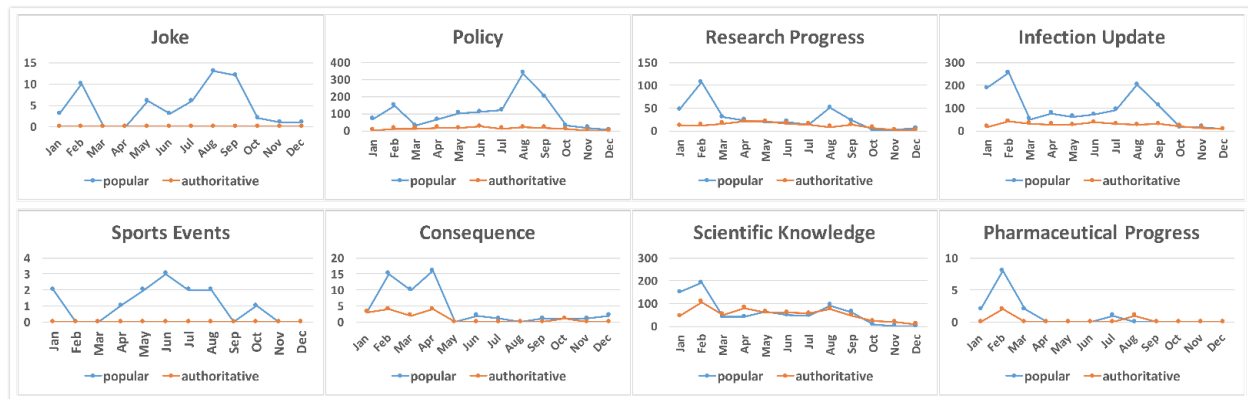 Joke
15
10
5
0
Jan Feb Mar Apr May Jun Jul Aug Sep Oct Nov Dec
popular authoritative
Policy
400
300
200
100
0
Jan Feb Mar Apr May Jun Jul Aug Sep Oct Nov Dec
popular authoritative
Research Progress
150
100
50
0
Jan Feb Mar Apr May Jun Jul Aug Sep Oct Nov Dec
popular authoritative
Infection Update
300
200
100
0
Jan Feb Mar Apr May Jun Jul Aug Sep Oct Nov Dec
popular authoritative
Sports Events
4
3
2
1
0
Jan Feb Mar Apr May Jun Jul Aug Sep Oct Nov Dec
popular authoritative
Consequence
20
15
10
5
0
Jan Feb Mar Apr May Jun Jul Aug Sep Oct Nov Dec
popular authoritative
Scientific Knowledge
300
200
100
0
Jan Feb Mar Apr May Jun Jul Aug Sep Oct Nov Dec
popular authoritative
Pharmaceutical Progress
10
5
0
Jan Feb Mar Apr May Jun Jul Aug Sep Oct Nov Dec
popular authoritative